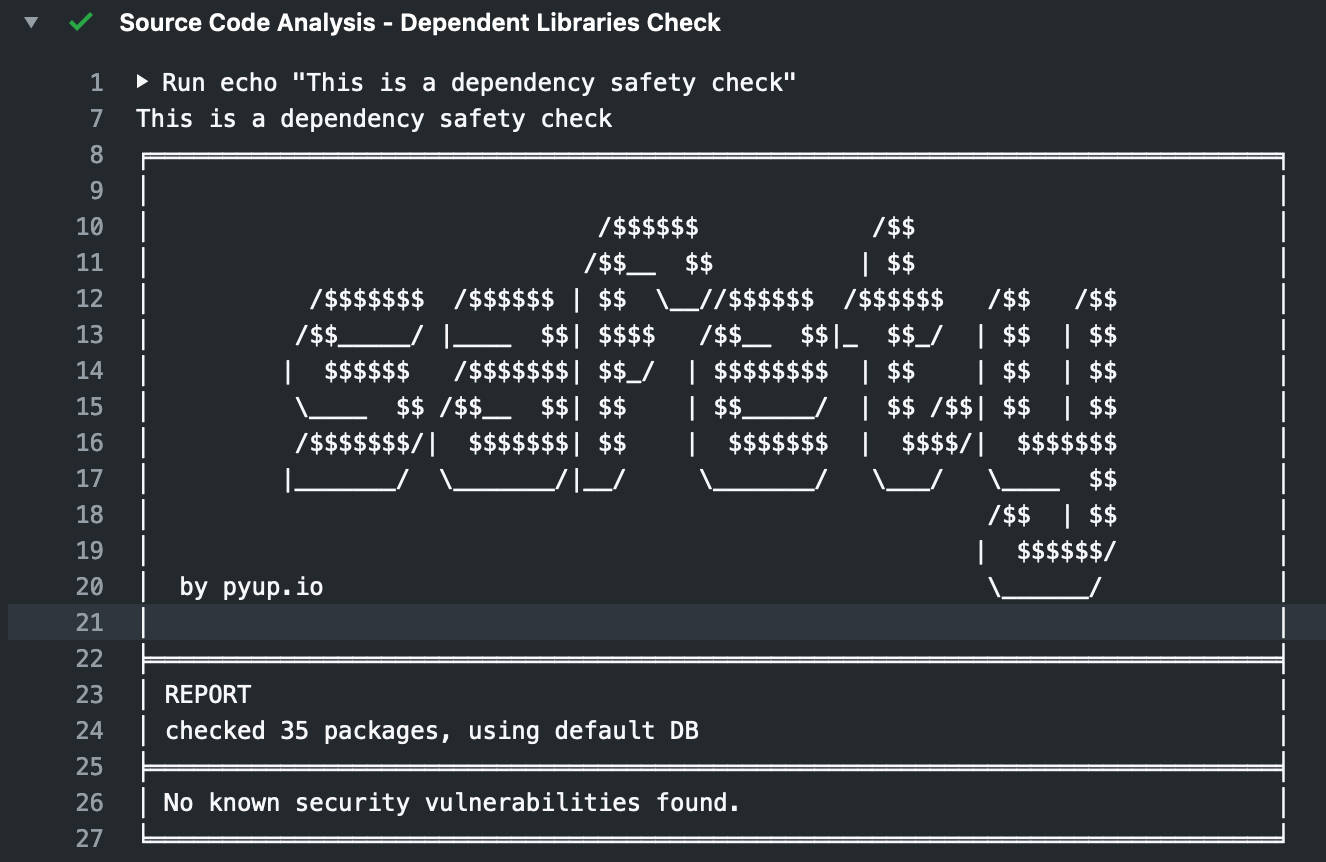 Source Code Analysis - Dependent Libraries Check
1 Run echo "This is a dependency safety check"
7 This is a dependency safety check
8 ╒══════════════════════════════════════════════════════════════════════════════╕
9 │                                                                              │
10 │                               /$$$$$$            /$$                         │
11 │                              /$$__  $$          | $$                         │
12 │           /$$$$$$$  /$$$$$$ | $$  \__//$$$$$$  /$$$$$$   /$$   /$$           │
13 │          /$$_____/ |____  $$| $$$$   /$$__  $$|_  $$_/  | $$  | $$           │
14 │         |  $$$$$$   /$$$$$$$| $$_/  | $$$$$$$$  | $$    | $$  | $$           │
15 │          \____  $$ /$$__  $$| $$    | $$_____/  | $$ /$$| $$  | $$           │
16 │          /$$$$$$$/|  $$$$$$$| $$    |  $$$$$$$  |  $$$$/|  $$$$$$$           │
17 │         |_______/  \_______/|__/     \_______/   \___/   \____  $$           │
18 │                                                          /$$  | $$           │
19 │                                                         |  $$$$$$/           │
20 │  by pyup.io                                              \______/            │
21 │                                                                              │
22 ╞══════════════════════════════════════════════════════════════════════════════╡
23 │ REPORT                                                                       │
24 │ checked 35 packages, using default DB                                        │
25 ╞══════════════════════════════════════════════════════════════════════════════╡
26 │ No known security vulnerabilities found.                                     │
27 ╘══════════════════════════════════════════════════════════════════════════════╛